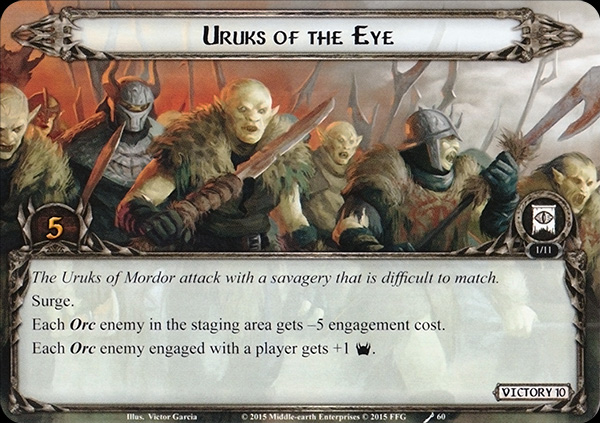 URUKS OF THE EYE
5
1/11
The Uruks of Mordor attack with a savagery that is difficult to match.
Surge.
Each Orc enemy in the staging area gets –5 engagement cost.
Each Orc enemy engaged with a player gets +1 .
VICTORY 10
Illus. Victor Garcia © 2015 Middle-earth Enterprises © 2015 FFG 60